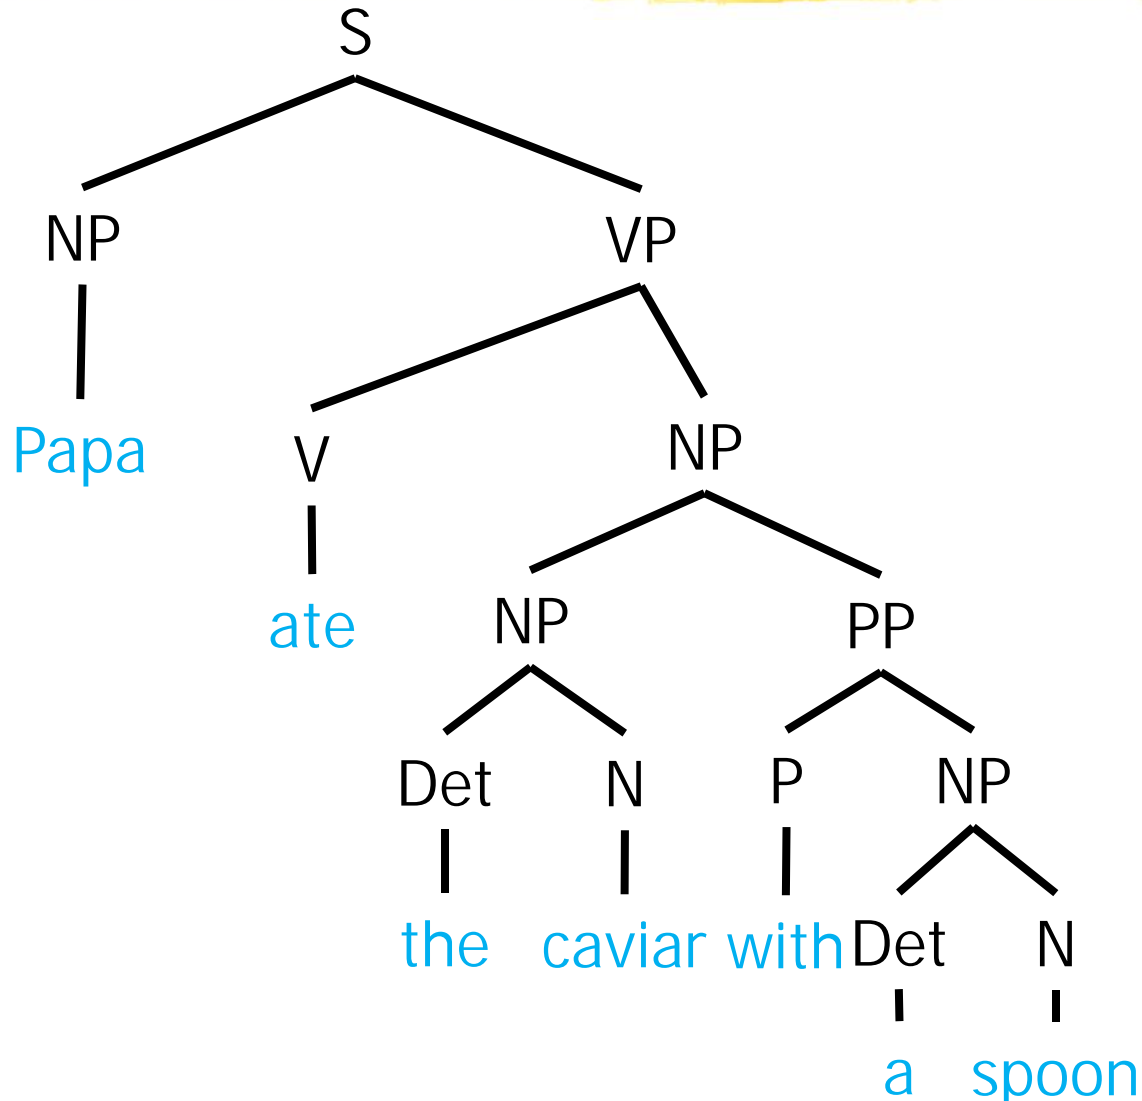 S
NP VP
Papa V NP
ate NP PP
Det N P NP
the caviar with Det N
a spoon